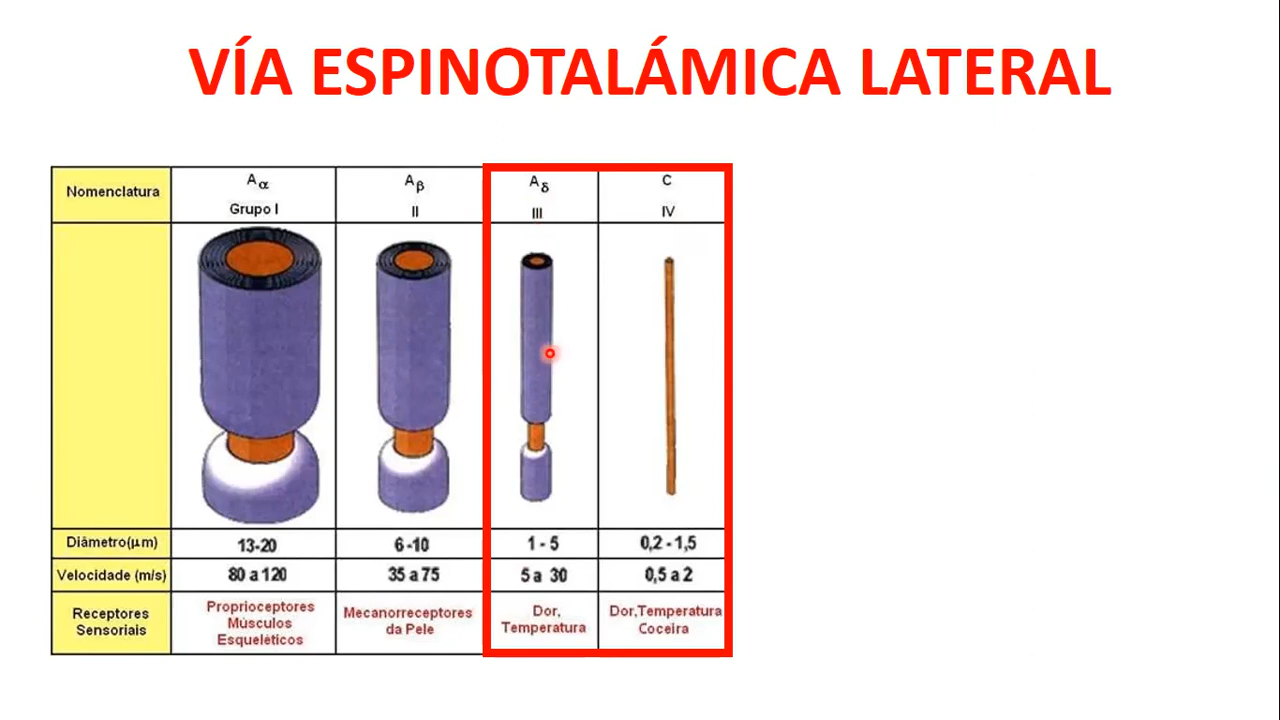 VÍA ESPINOTALÁMICA LATERAL
Nomenclatura
Aα
Grupo I
Aβ
II
Aδ
III
C
IV
Diâmetro(μm)
13-20
6-10
1 - 5
0,2 - 1,5
Velocidade (m/s)
80 a 120
35 a 75
5 a 30
0,5 a 2
Receptores
Sensoriais
Proprioceptores
Músculos
Esqueléticos
Mecanorreceptores
da Pele
Dor,
Temperatura
Dor,Temperatura
Coceira